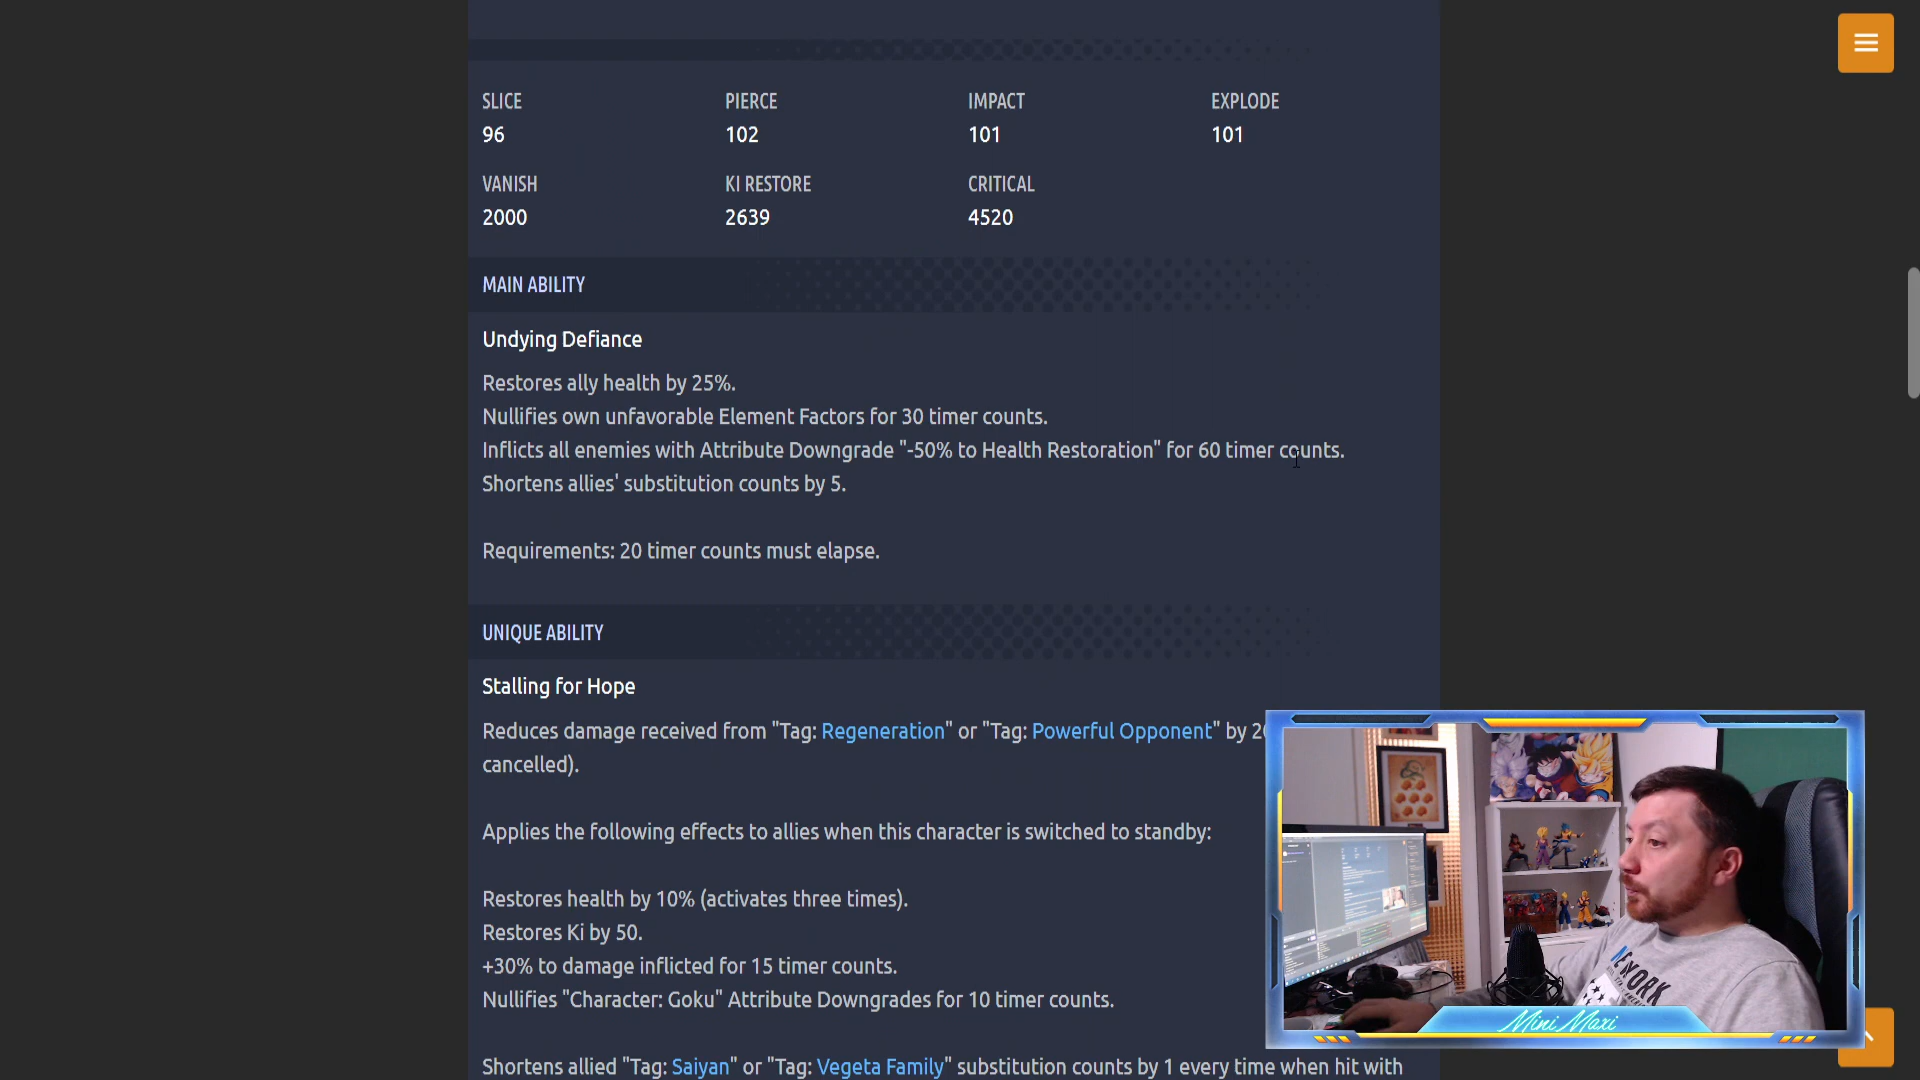 SLICE PIERCE IMPACT EXPLODE
96 102 101 101
VANISH KI RESTORE CRITICAL
2000 2639 4520
MAIN ABILITY
Undying Defiance
Restores ally health by 25%.
Nullifies own unfavorable Element Factors for 30 timer counts.
Inflicts all enemies with Attribute Downgrade "-50% to Health Restoration" for 60 timer counts.
Shortens allies' substitution counts by 5.
Requirements: 20 timer counts must elapse.
UNIQUE ABILITY
Stalling for Hope
Reduces damage received from "Tag: Regeneration" or "Tag: Powerful Opponent" by
cancelled).
Applies the following effects to allies when this character is switched to standby:
Restores health by 10% (activates three times).
Restores Ki by 50.
+30% to damage inflicted for 15 timer counts.
Nullifies "Character: Goku" Attribute Downgrades for 10 timer counts.
Shortens allied "Tag: Saiyan" or "Tag: Vegeta Family" substitution counts by 1 every time when hit with
NEWYORK
Mini Maxi